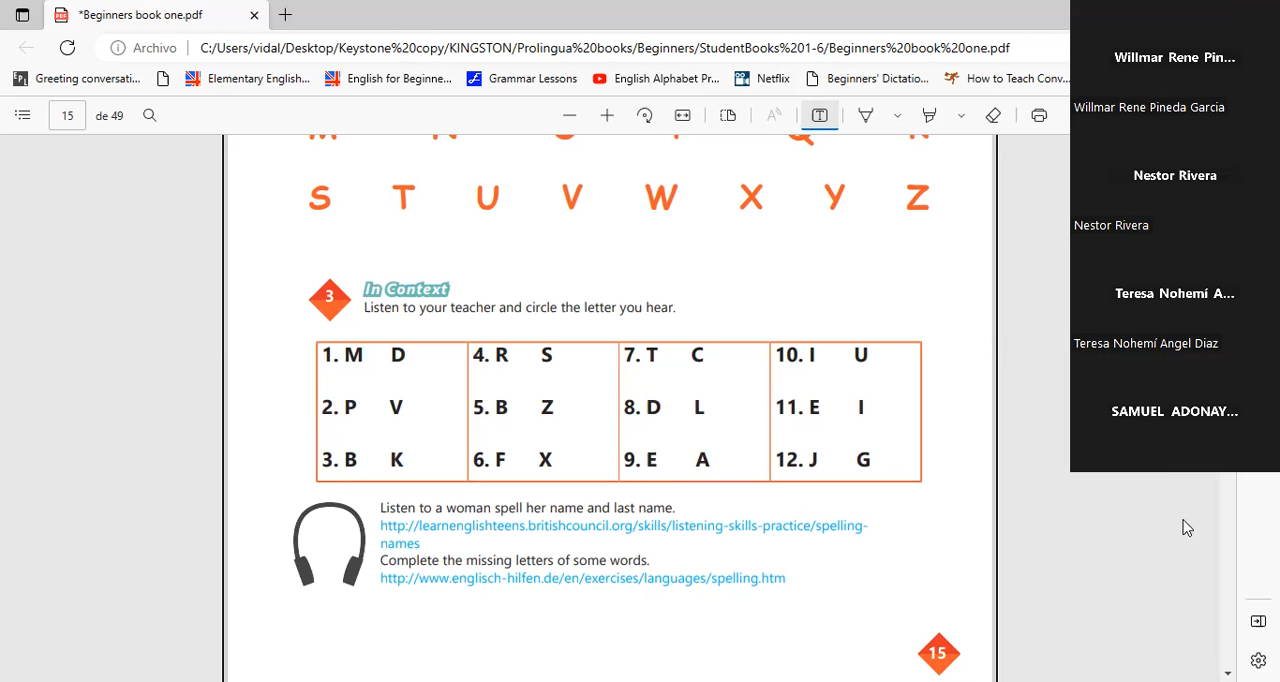 *Beginners book one.pdf
Archivo
C:/Users/vidal/Desktop/Keystone%20copy/KINGSTON/Prolingua%20books/Beginners/StudentBooks%201-6/Beginners%20book%20one.pdf
Greeting conversati...
Elementary English...
English for Beginne...
Grammar Lessons
English Alphabet Pr...
Netflix
Beginners' Dictatio...
How to Teach Conv...
15 de 49
S T U V W X Y Z
3 In Context
Listen to your teacher and circle the letter you hear.
1. M D 4. R S 7. T C 10. I U
2. P V 5. B Z 8. D L 11. E I
3. B K 6. F X 9. E A 12. J G
Listen to a woman spell her name and last name.
http://learnenglishteens.britishcouncil.org/skills/listening-skills-practice/spelling-
names
Complete the missing letters of some words.
http://www.englisch-hilfen.de/en/exercises/languages/spelling.htm
15
Willmar Rene Pin...
Willmar Rene Pineda Garcia
Nestor Rivera
Nestor Rivera
Teresa Nohemí A...
Teresa Nohemí Angel Diaz
SAMUEL ADONAY...